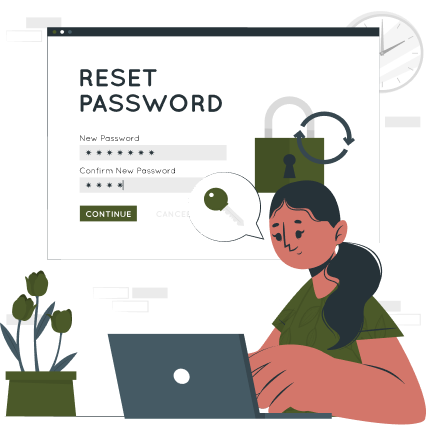 RESET
PASSWORD
New Password
* * * * * * *
Confirm New Password
* * * *
CONTINUE
CANCEL